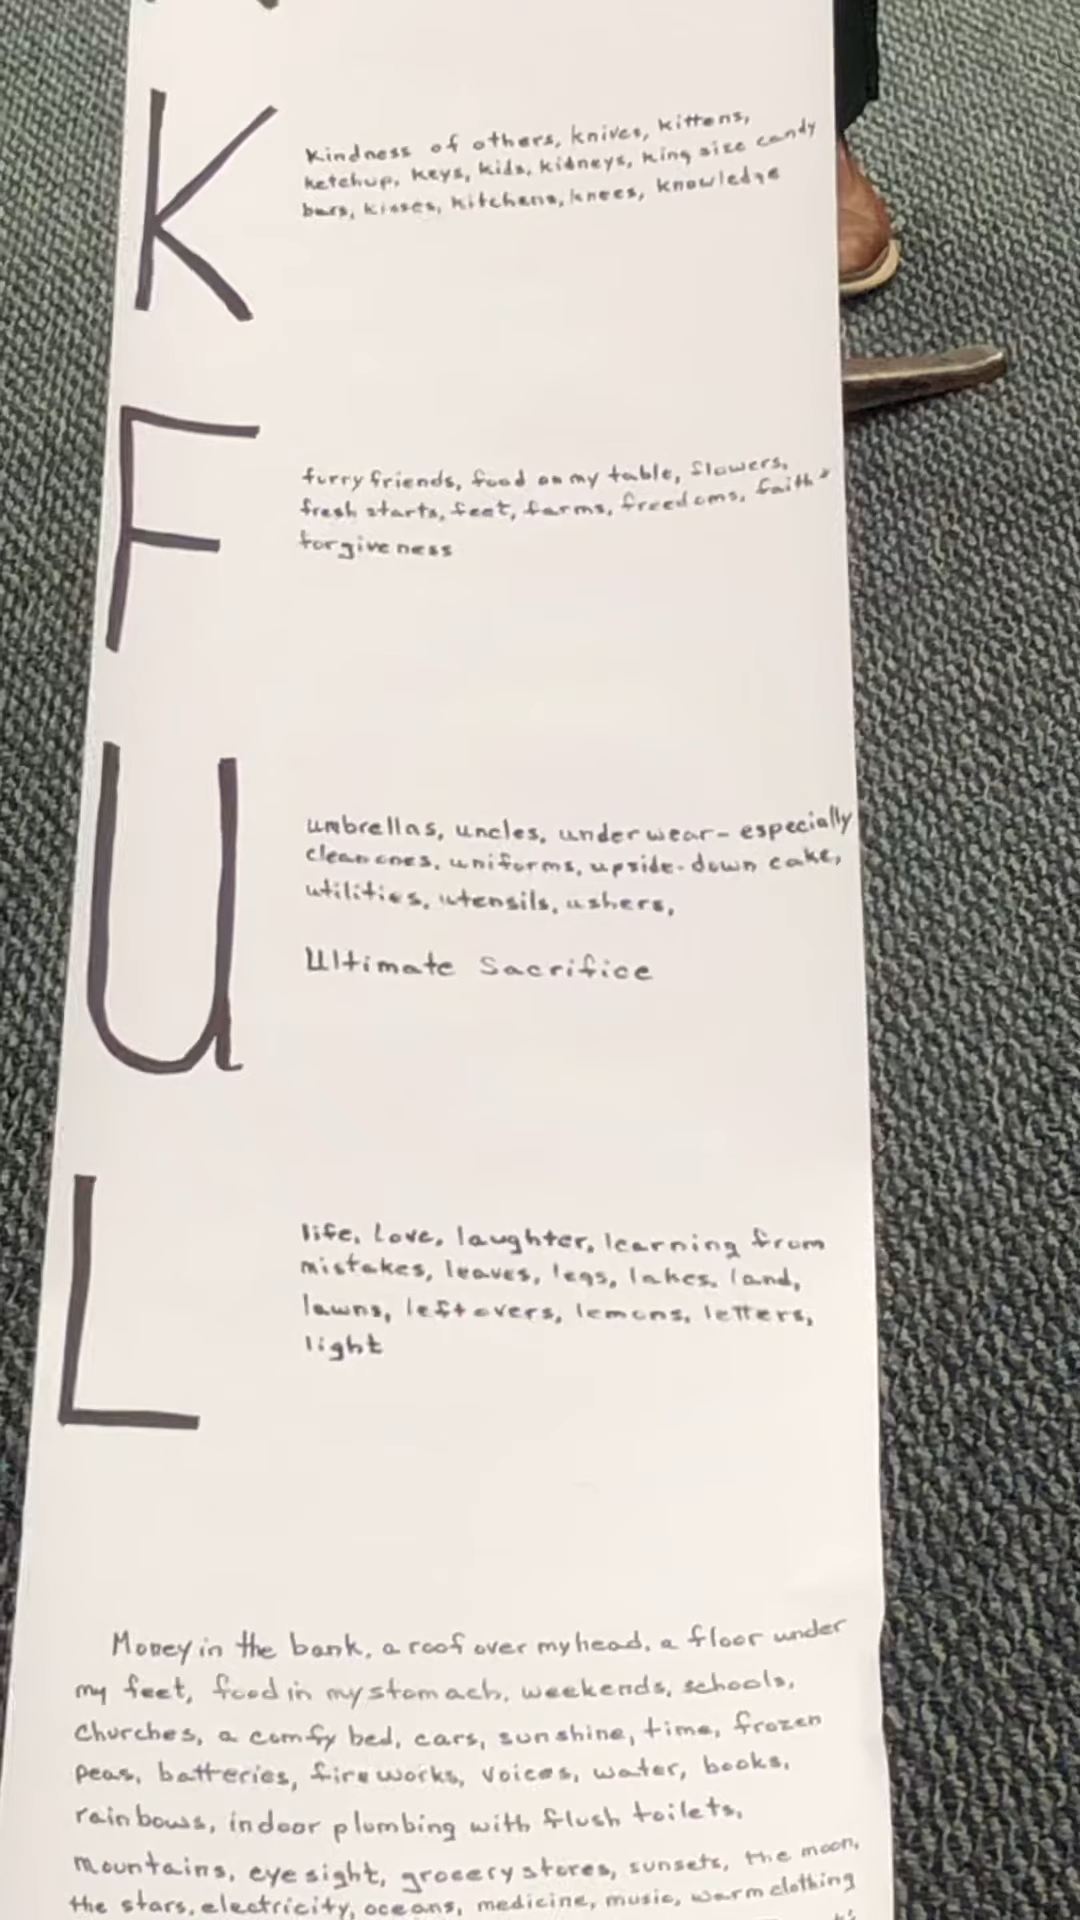 K
Kindness of others, knives, kittens,
ketchup, keys, kids, kidneys, king size candy
bars, kisses, kitchens, knees, knowledge
F
furry friends, food on my table, flowers,
fresh starts, feet, farms, freedoms, faith &
forgiveness
U
umbrellas, uncles, underwear - especially
clean ones, uniforms, upside-down cake,
utilities, utensils, ushers,
Ultimate Sacrifice
L
life, love, laughter, learning from
mistakes, leaves, legs, lakes, land,
lawns, leftovers, lemons, letters,
light
Money in the bank, a roof over my head, a floor under
my feet, food in my stomach, weekends, schools,
churches, a comfy bed, cars, sunshine, time, frozen
peas, batteries, fireworks, voices, water, books,
rainbows, indoor plumbing with flush toilets,
mountains, eyesight, grocery stores, sunsets, the moon,
the stars, electricity, oceans, medicine, music, warm clothing